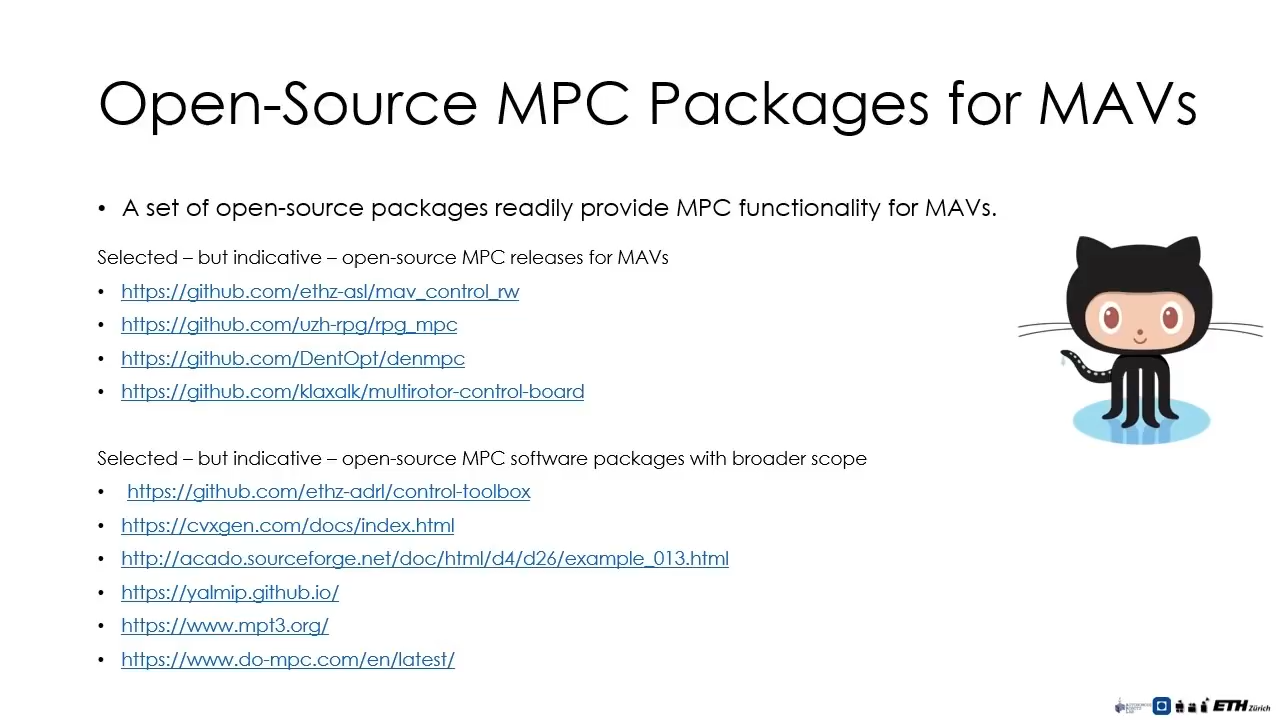 Open-Source MPC Packages for MAVs
• A set of open-source packages readily provide MPC functionality for MAVs.
Selected – but indicative – open-source MPC releases for MAVs
• https://github.com/ethz-asl/mav_control_rw
• https://github.com/uzh-rpg/rpg_mpc
• https://github.com/DentOpt/denmpc
• https://github.com/klaxalk/multirotor-control-board
Selected – but indicative – open-source MPC software packages with broader scope
• https://github.com/ethz-adrl/control-toolbox
• https://cvxgen.com/docs/index.html
• http://acado.sourceforge.net/doc/html/d4/d26/example_013.html
• https://yalmip.github.io/
• https://www.mpt3.org/
• https://www.do-mpc.com/en/latest/
ETH Zürich